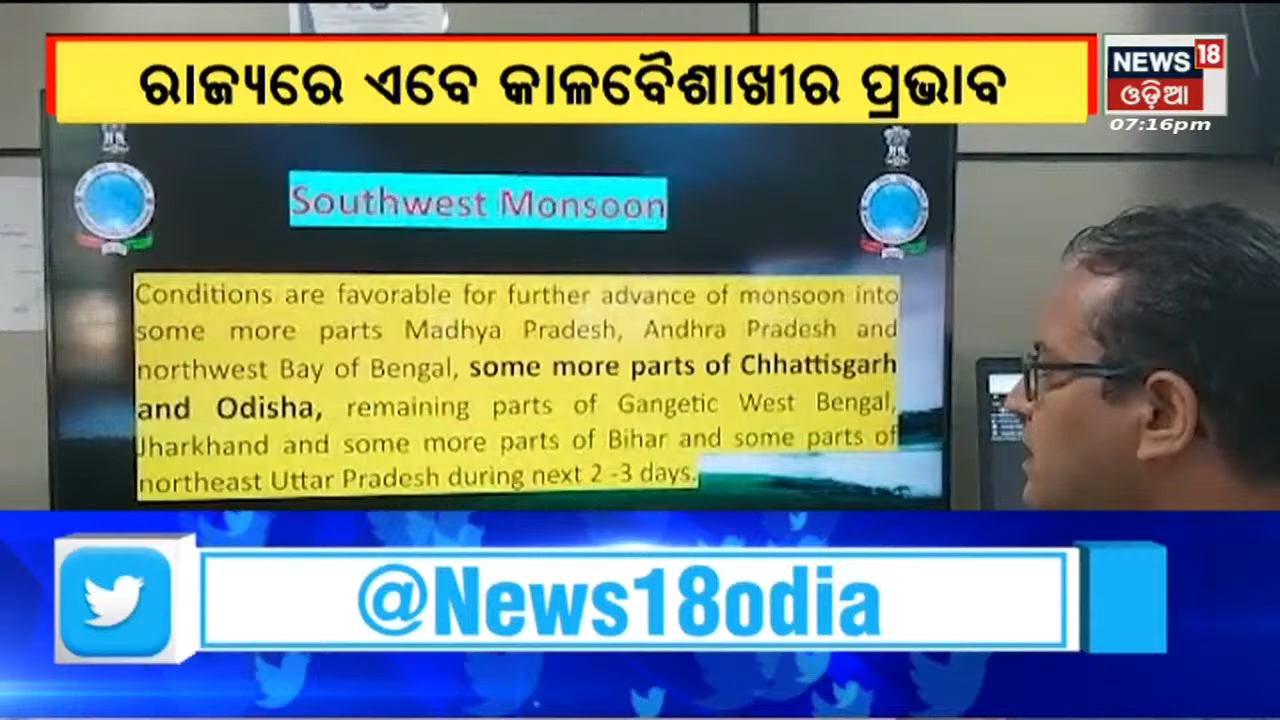 ରାଜ୍ୟରେ ଏବେ କାଳବୈଶାଖୀର ପ୍ରଭାବ
NEWS 18
ଓଡ଼ିଆ
07:16pm
Southwest Monsoon
Conditions are favorable for further advance of monsoon into
some more parts Madhya Pradesh, Andhra Pradesh and
northwest Bay of Bengal, some more parts of Chhattisgarh
and Odisha, remaining parts of Gangetic West Bengal,
Jharkhand and some more parts of Bihar and some parts of
northeast Uttar Pradesh during next 2 -3 days.
@News18odia